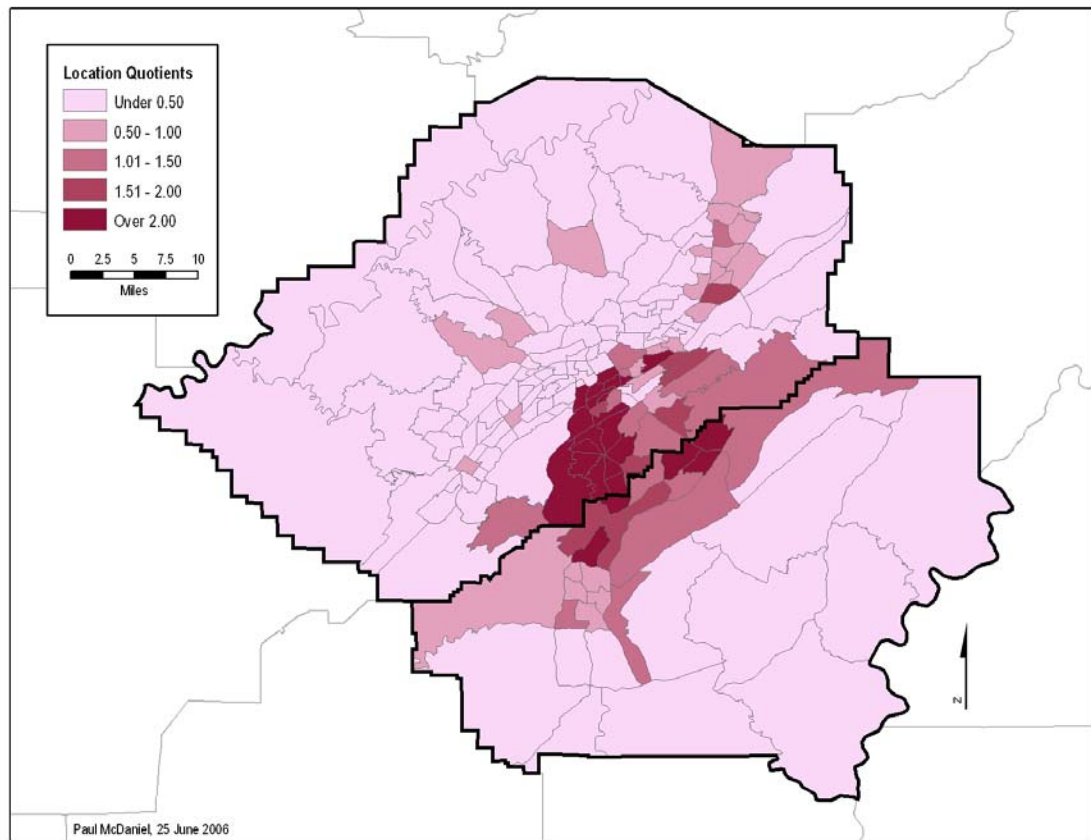 Location Quotients
Under 0.50
0.50 - 1.00
1.01 - 1.50
1.51 - 2.00
Over 2.00
0 2.5 5 7.5 10
Miles
N
Paul McDaniel, 25 June 2006